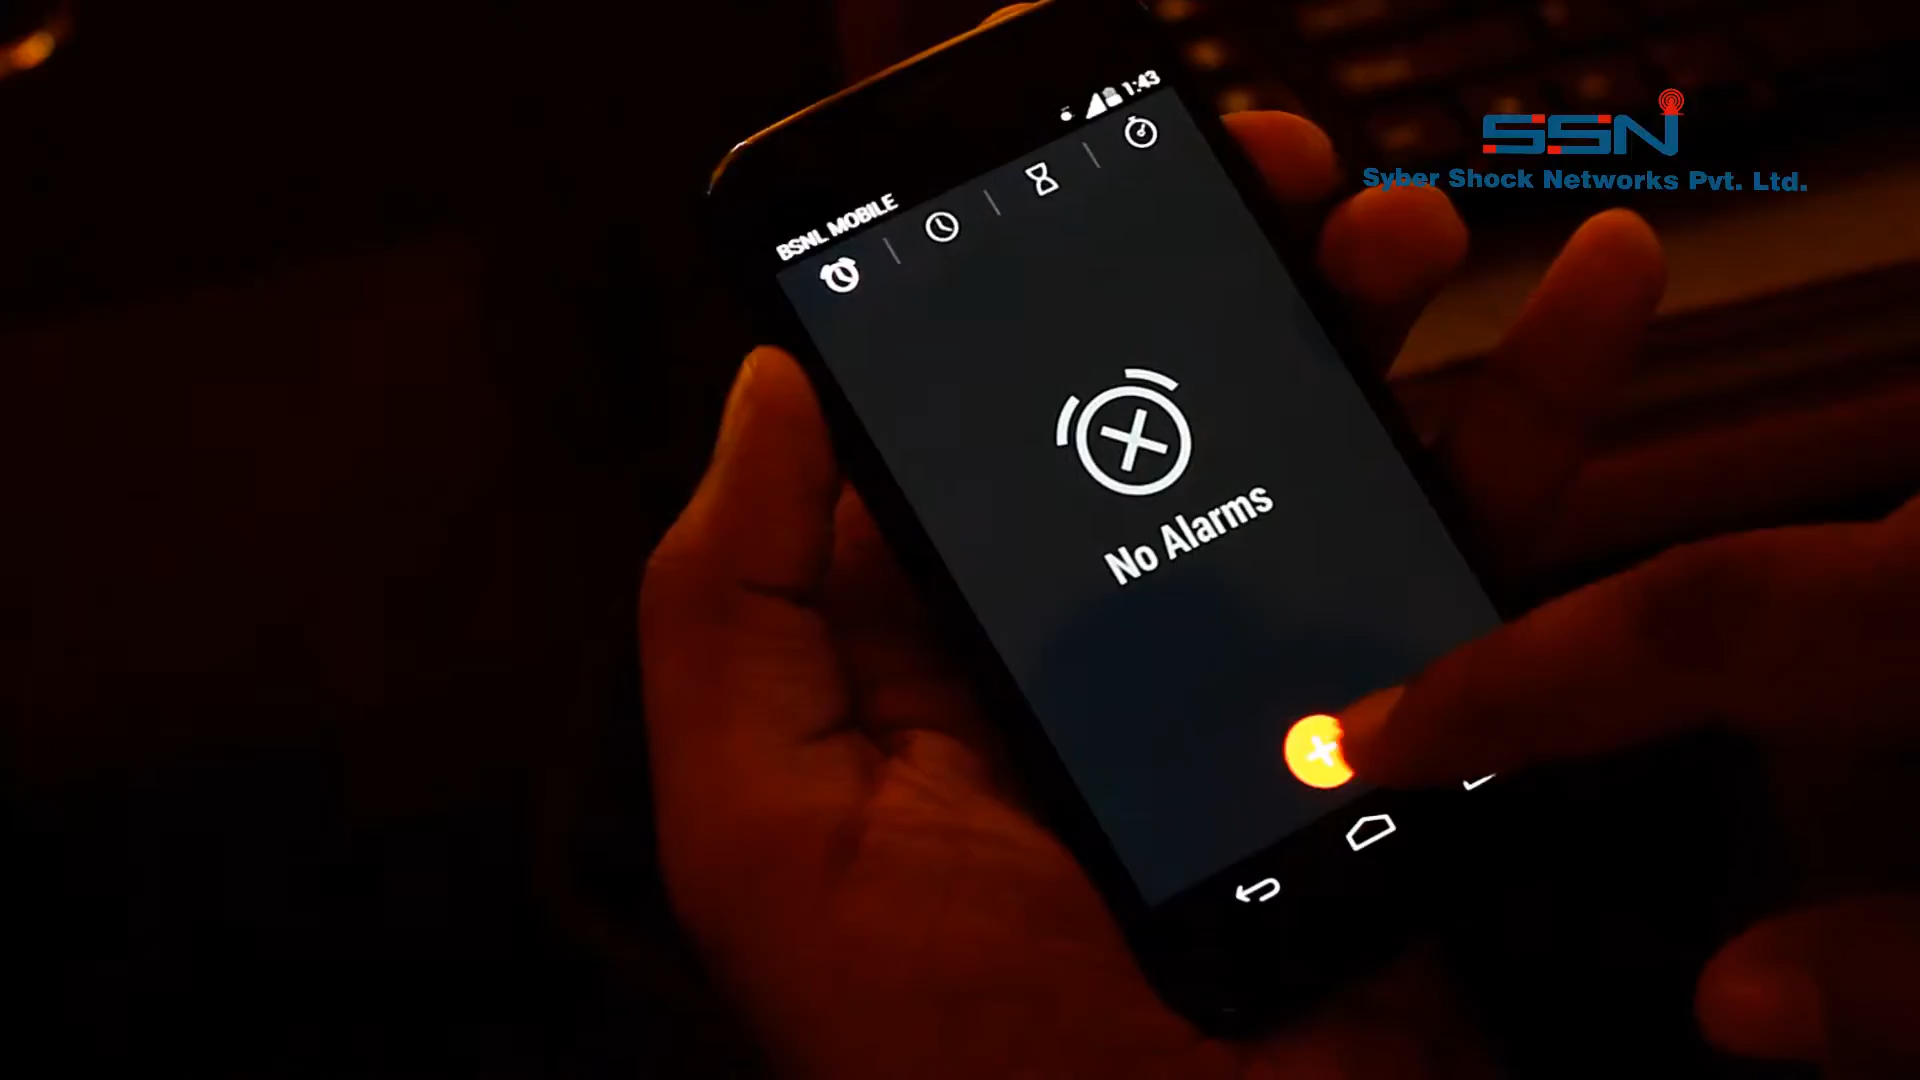 1:43
BSNL MOBILE
No Alarms
SSN
Syber Shock Networks Pvt. Ltd.